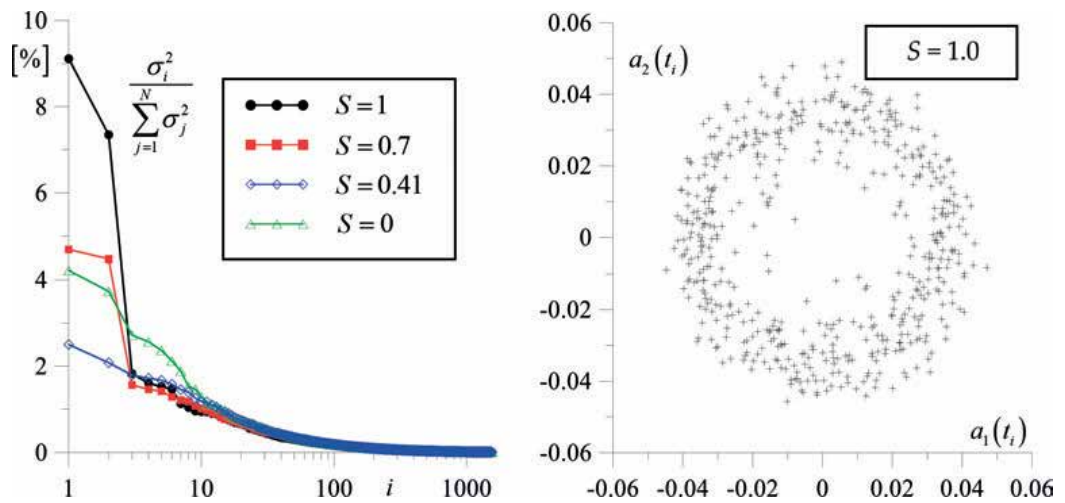 10
[%]
8
6
4
2
0
σ_i^2 / ∑_{j=1}^{N} σ_j^2
S = 1
S = 0.7
S = 0.41
S = 0
1 10 100 i 1000
0.06
0.04
0.02
0
-0.02
-0.04
-0.06
a_2(t_i)
S = 1.0
a_1(t_i)
-0.06 -0.04 -0.02 0 0.02 0.04 0.06